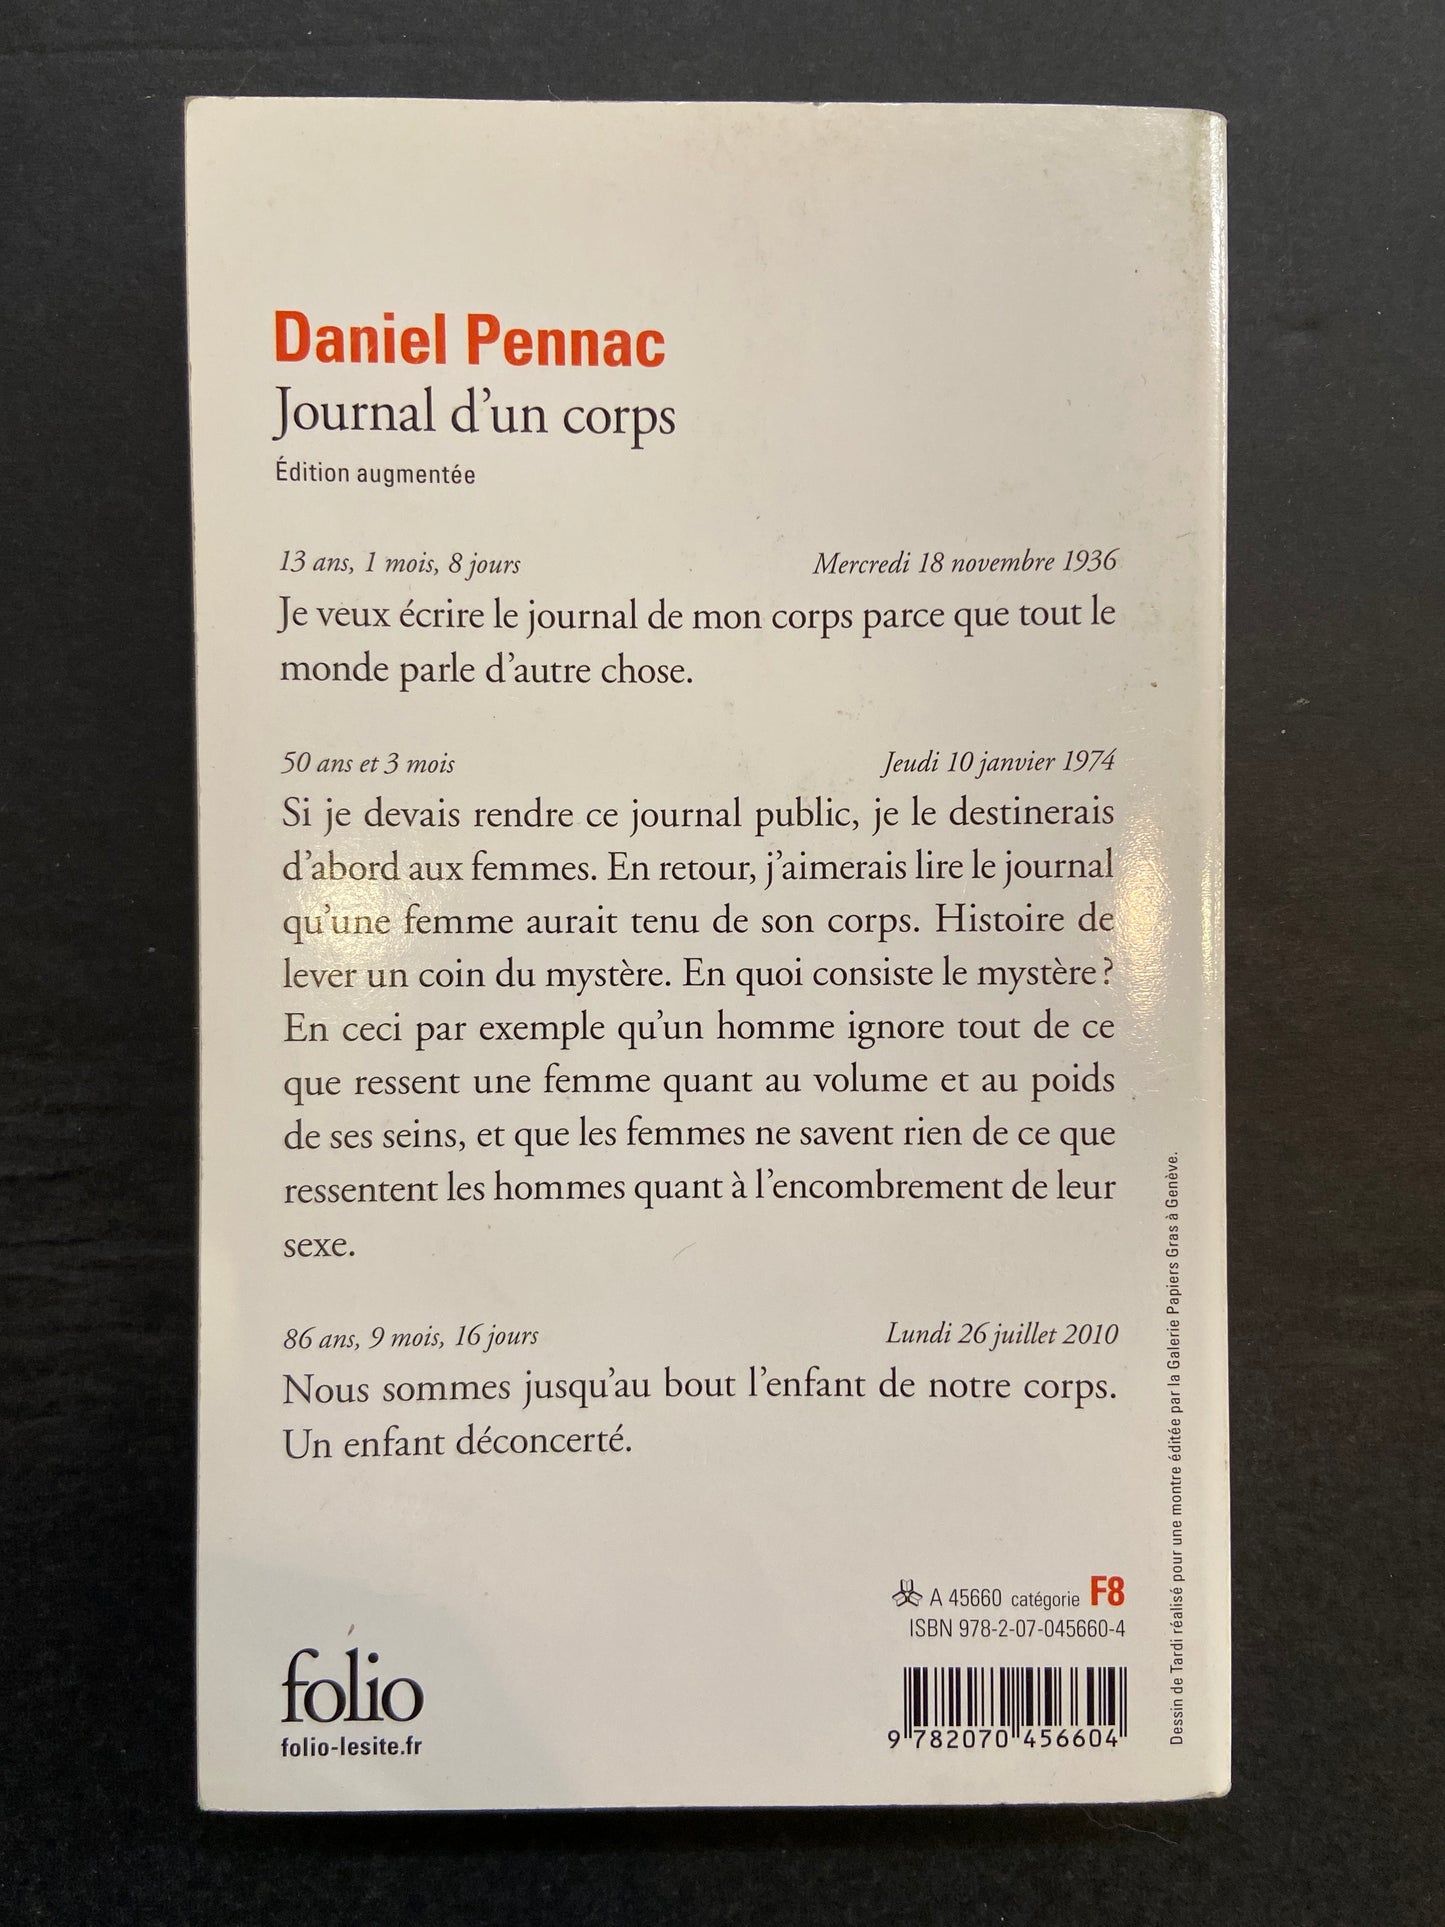 Daniel Pennac
Journal d'un corps
Édition augmentée
13 ans, 1 mois, 8 jours Mercredi 18 novembre 1936
Je veux écrire le journal de mon corps parce que tout le
monde parle d'autre chose.
50 ans et 3 mois Jeudi 10 janvier 1974
Si je devais rendre ce journal public, je le destinerais
d'abord aux femmes. En retour, j'aimerais lire le journal
qu'une femme aurait tenu de son corps. Histoire de
lever un coin du mystère. En quoi consiste le mystère ?
En ceci par exemple qu'un homme ignore tout de ce
que ressent une femme quant au volume et au poids
de ses seins, et que les femmes ne savent rien de ce que
ressentent les hommes quant à l'encombrement de leur
sexe.
86 ans, 9 mois, 16 jours Lundi 26 juillet 2010
Nous sommes jusqu'au bout l'enfant de notre corps.
Un enfant déconcerté.
A 45660 catégorie F8
ISBN 978-2-07-045660-4
folio
folio-lesite.fr
9 782070 456604
Dessin de Tardi réalisé pour une montre éditée par la Galerie Papiers Gras à Genève.